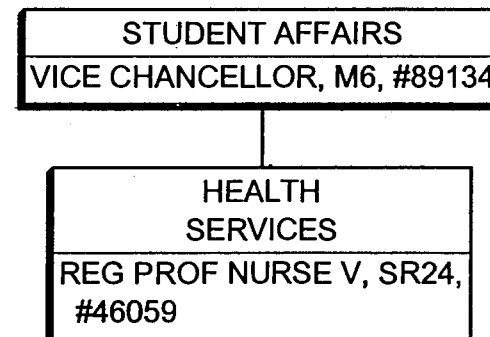 STUDENT AFFAIRS
VICE CHANCELLOR, M6, #89134
HEALTH
SERVICES
REG PROF NURSE V, SR24,
#46059